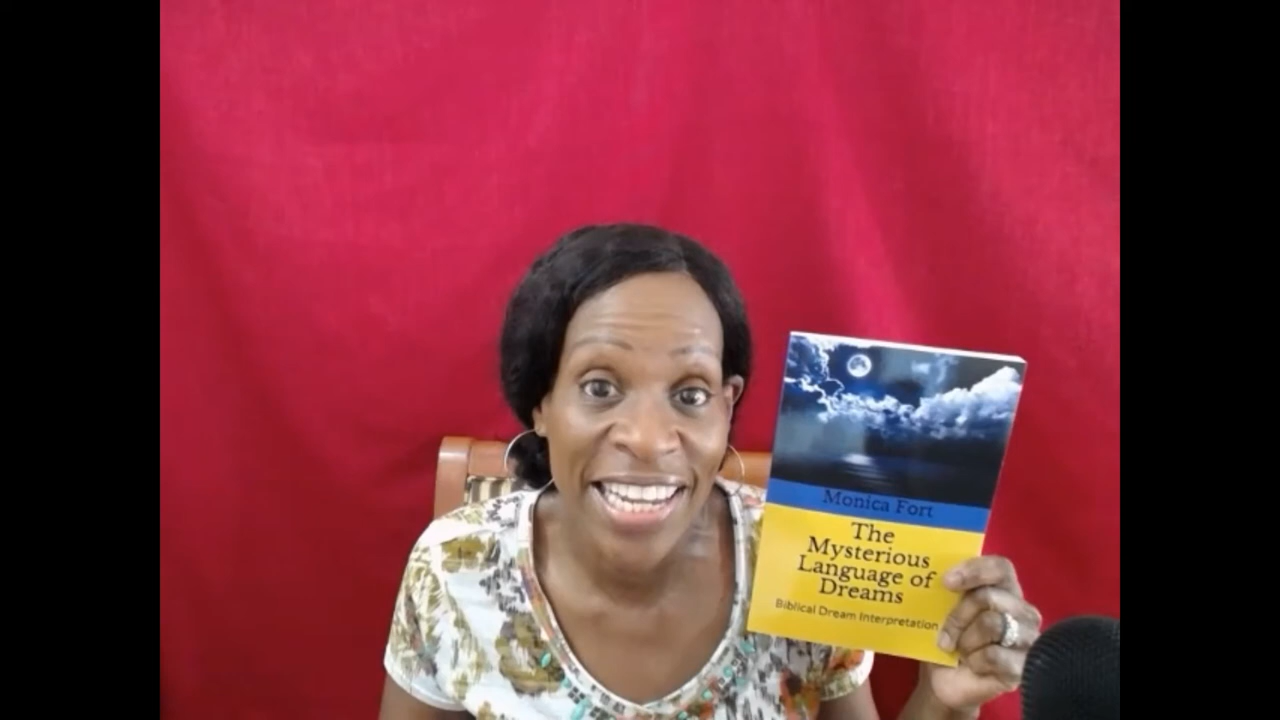 Monica Fort
The
Mysterious
Language of
Dreams
Biblical Dream Interpretation